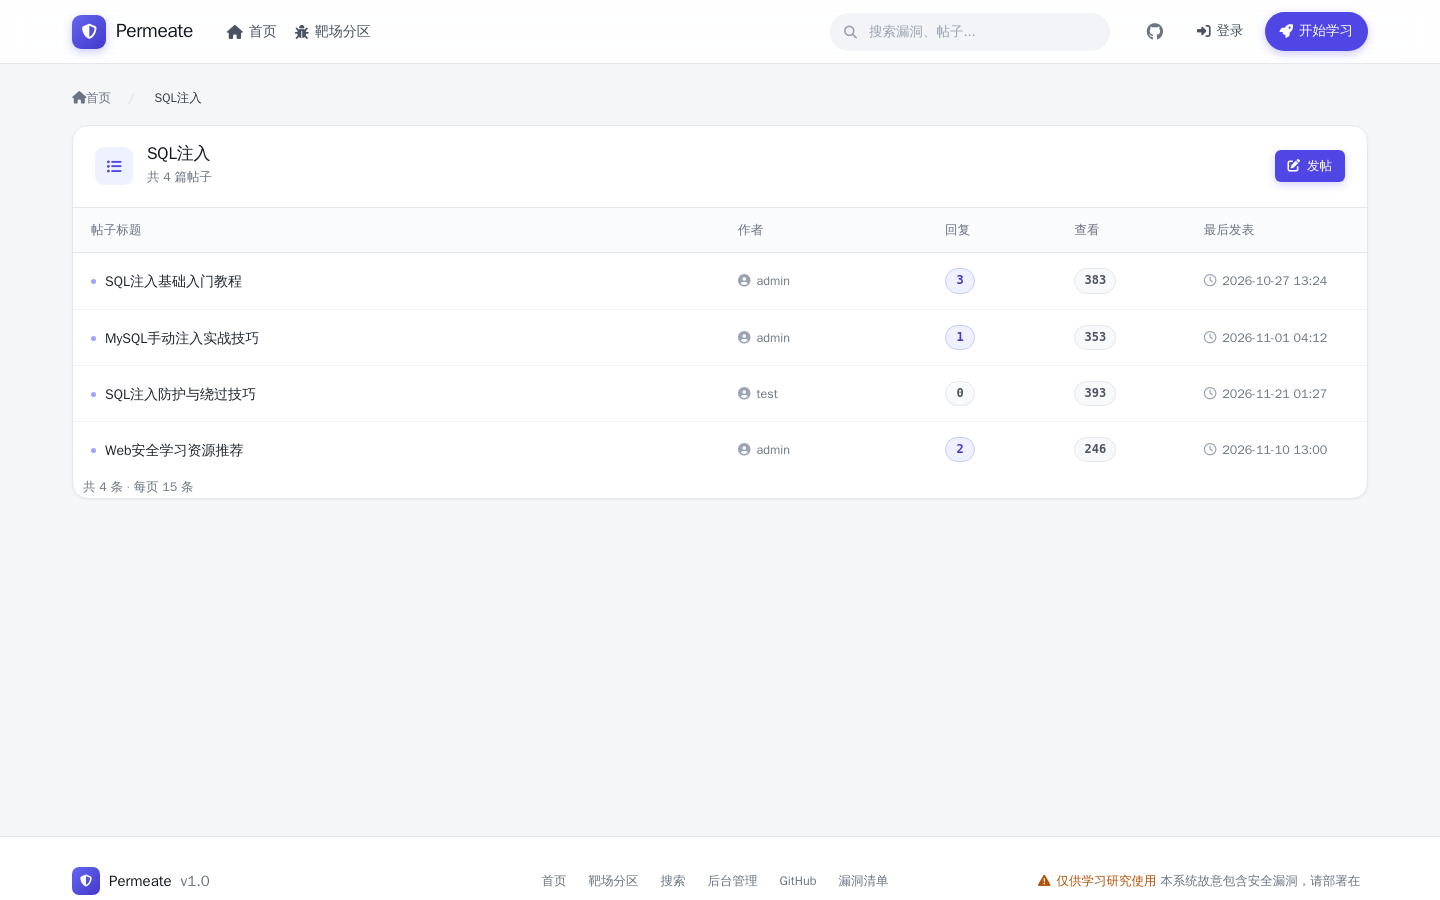 Permeate 首页 靶场分区 搜索漏洞、帖子... 登录 开始学习
首页 / SQL注入
SQL注入
共 4 篇帖子
发帖
帖子标题 作者 回复 查看 最后发表
SQL注入基础入门教程 admin 3 383 2026-10-27 13:24
MySQL手动注入实战技巧 admin 1 353 2026-11-01 04:12
SQL注入防护与绕过技巧 test 0 393 2026-11-21 01:27
Web安全学习资源推荐 admin 2 246 2026-11-10 13:00
共 4 条 · 每页 15 条
Permeate v1.0 首页 靶场分区 搜索 后台管理 GitHub 漏洞清单 仅供学习研究使用 本系统故意包含安全漏洞，请部署在